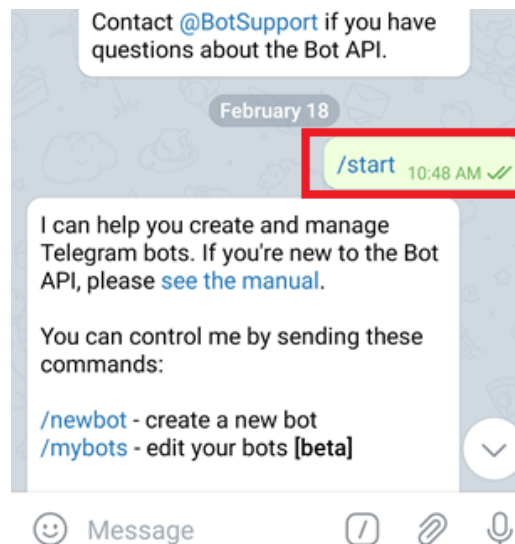 Contact @BotSupport if you have
questions about the Bot API.
February 18
/start 10:48 AM
I can help you create and manage
Telegram bots. If you're new to the Bot
API, please see the manual.
You can control me by sending these
commands:
/newbot - create a new bot
/mybots - edit your bots [beta]
Message